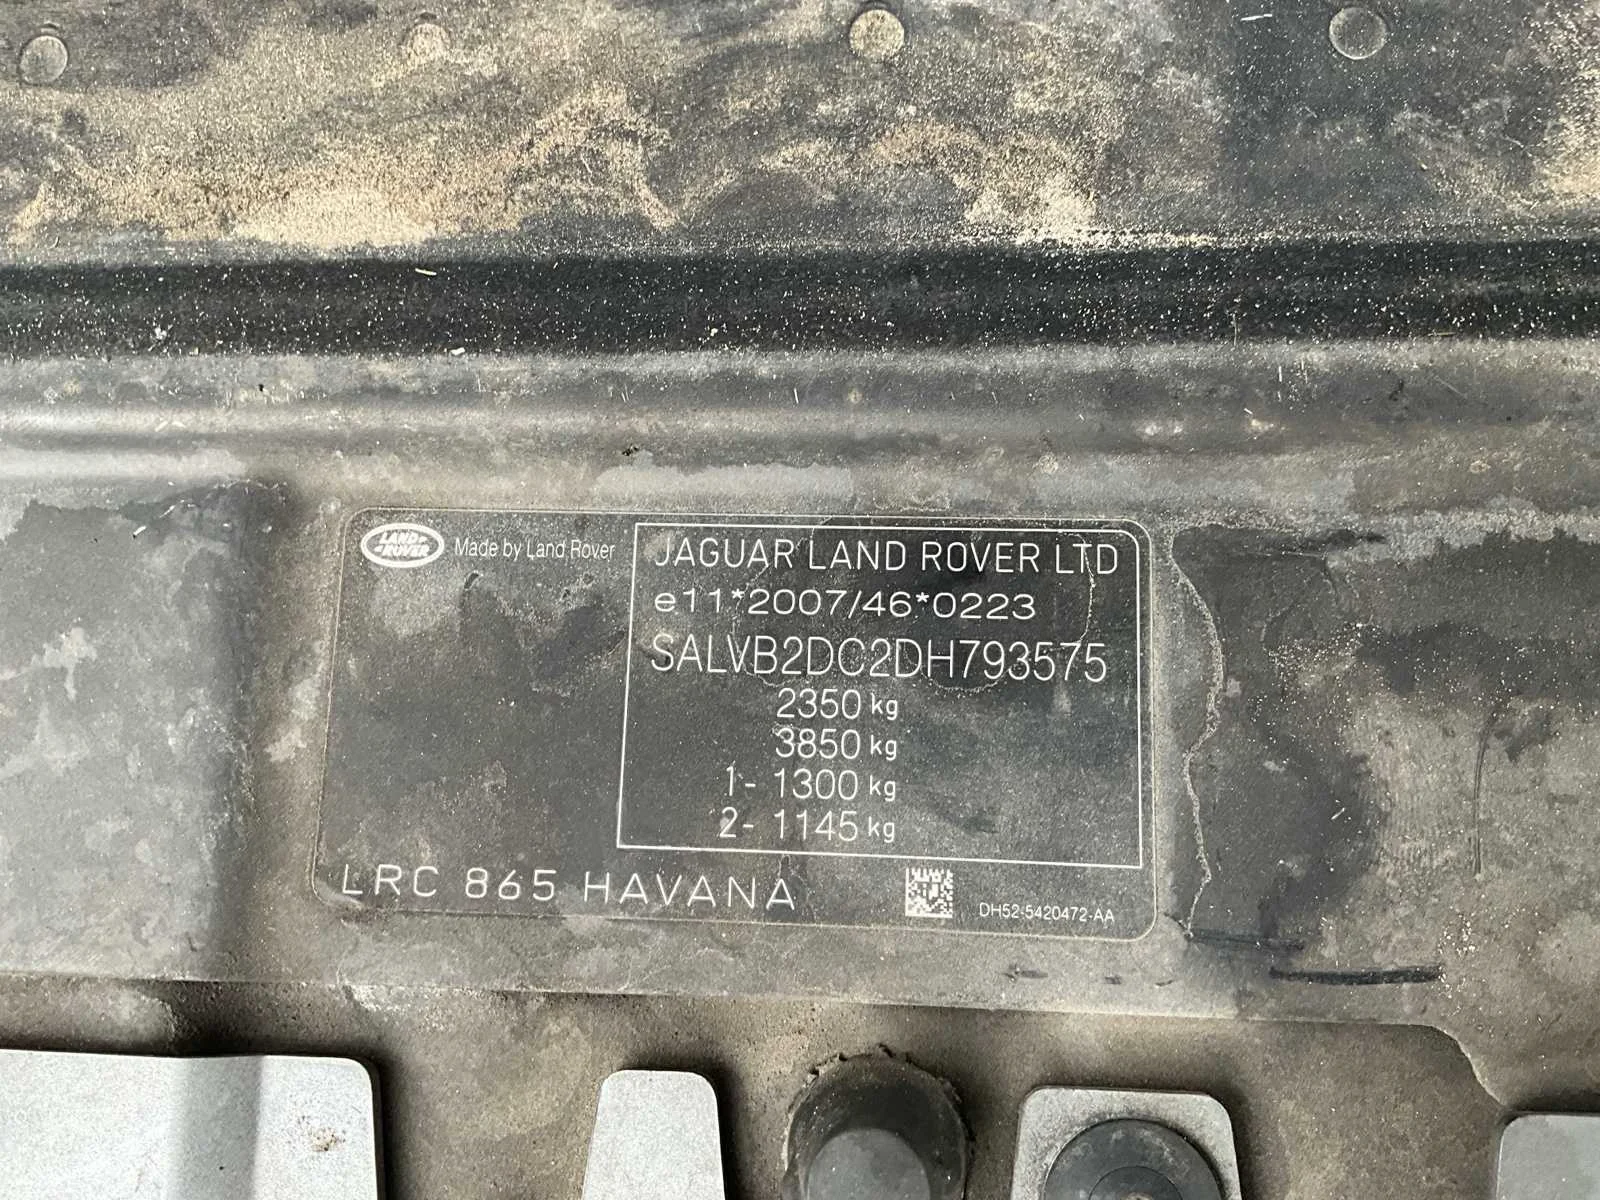 LAND ROVER
Made by Land Rover
JAGUAR LAND ROVER LTD
e11*2007/46*0223
SALVB2DC2DH793575
2350 kg
3850 kg
1- 1300 kg
2- 1145 kg
LRC 865 HAVANA
DH52-5420472-AA